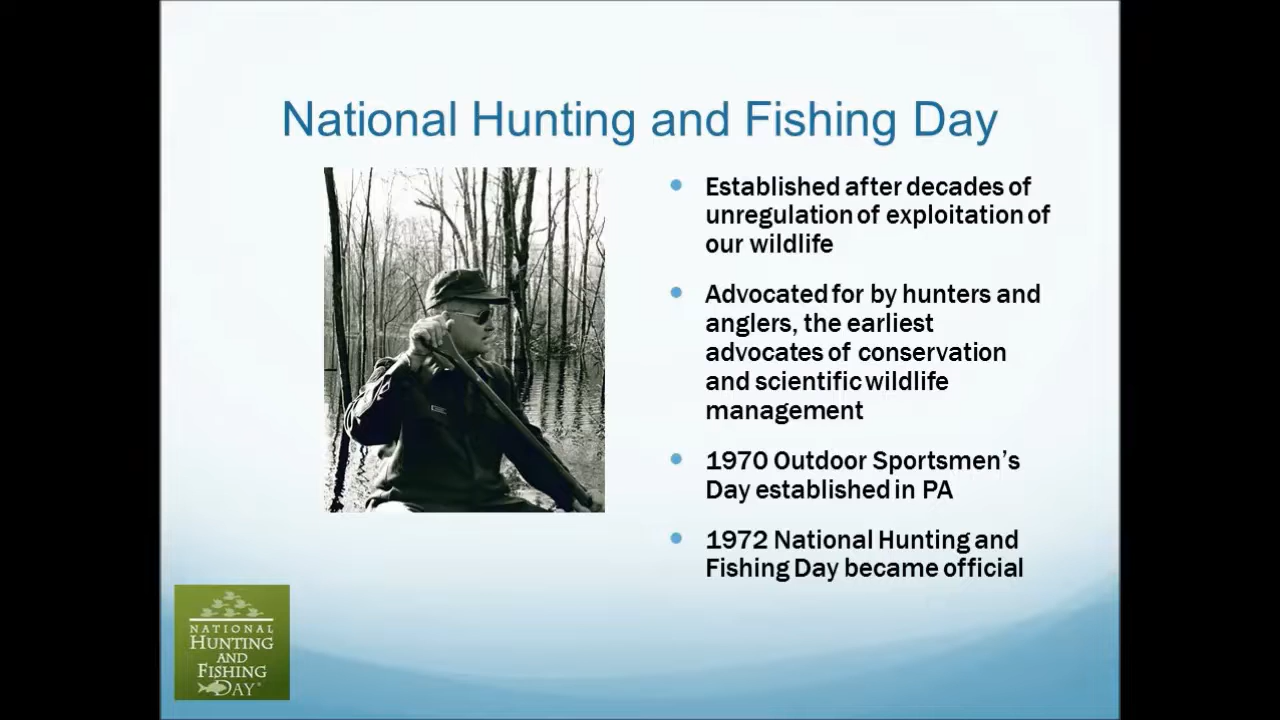 National Hunting and Fishing Day
Established after decades of
unregulation of exploitation of
our wildlife
Advocated for by hunters and
anglers, the earliest
advocates of conservation
and scientific wildlife
management
1970 Outdoor Sportsmen's
Day established in PA
1972 National Hunting and
Fishing Day became official
NATIONAL
HUNTING
AND
FISHING
DAY